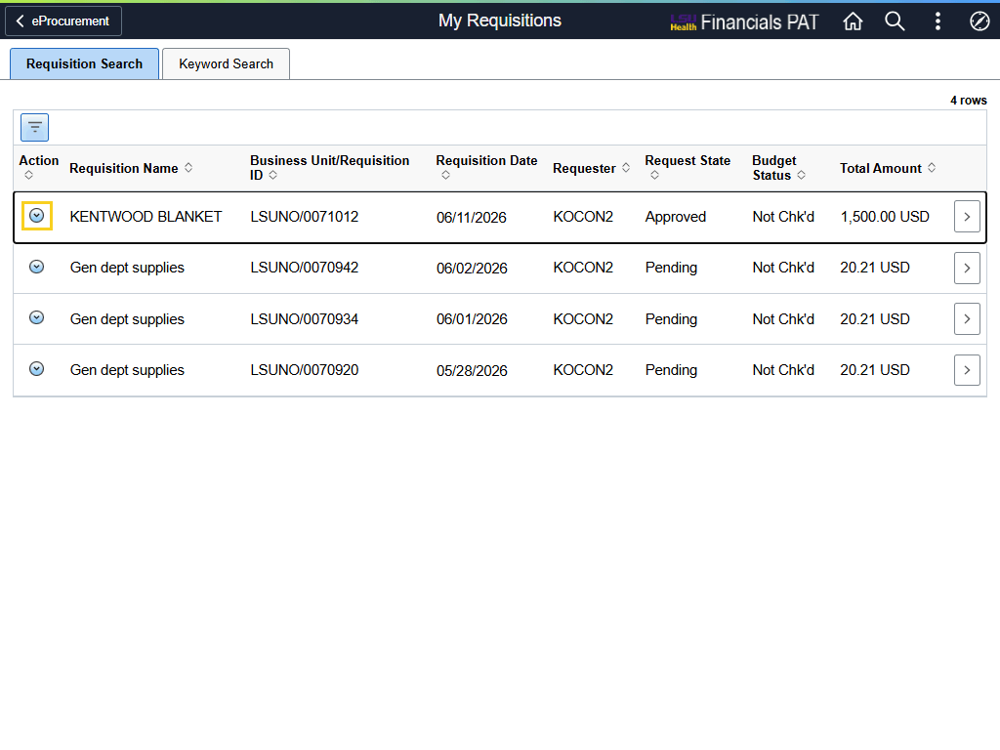 eProcurement
My Requisitions
LSU Health Financials PAT
Requisition Search
Keyword Search
4 rows
Action
Requisition Name
Business Unit/Requisition
ID
Requisition Date
Requester
Request State
Budget
Status
Total Amount
KENTWOOD BLANKET LSUNO/0071012 06/11/2026 KOCON2 Approved Not Chk'd 1,500.00 USD
Gen dept supplies LSUNO/0070942 06/02/2026 KOCON2 Pending Not Chk'd 20.21 USD
Gen dept supplies LSUNO/0070934 06/01/2026 KOCON2 Pending Not Chk'd 20.21 USD
Gen dept supplies LSUNO/0070920 05/28/2026 KOCON2 Pending Not Chk'd 20.21 USD